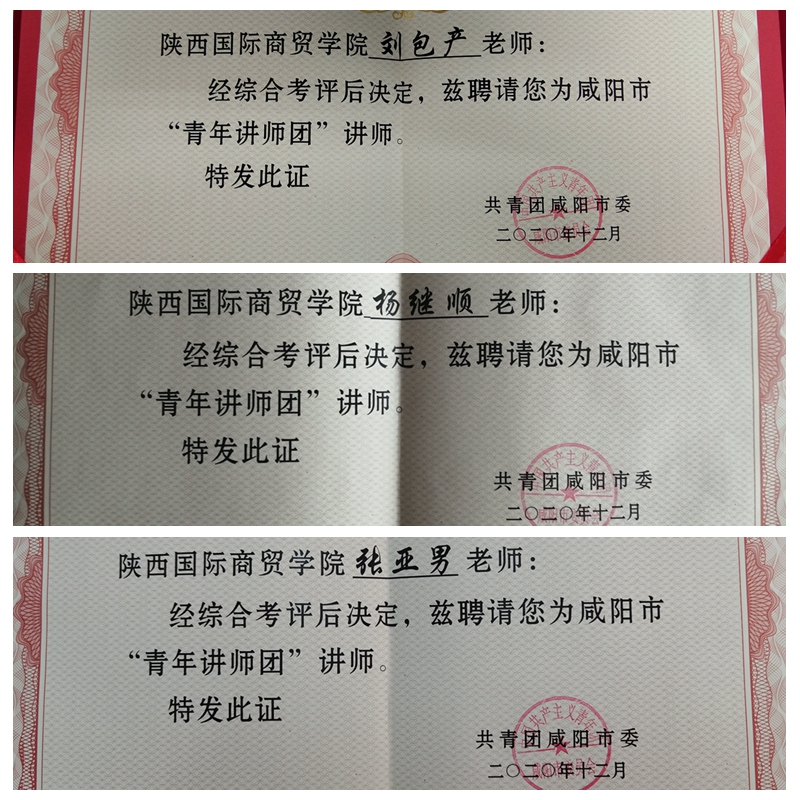 陕西国际商贸学院 刘包产 老师：
经综合考评后决定，兹聘请您为咸阳市
“青年讲师团”讲师。
特发此证
共青团咸阳市委
二〇二〇年十二月
陕西国际商贸学院 杨继顺 老师：
经综合考评后决定，兹聘请您为咸阳市
“青年讲师团”讲师。
特发此证
共青团咸阳市委
二〇二〇年十二月
陕西国际商贸学院 张亚男 老师：
经综合考评后决定，兹聘请您为咸阳市
“青年讲师团”讲师。
特发此证
共青团咸阳市委
二〇二〇年十二月